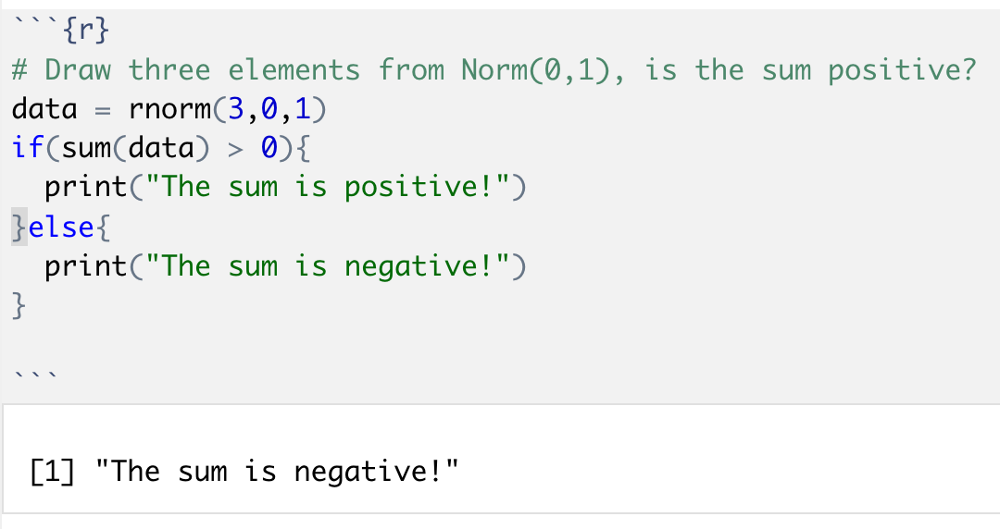 ```{r}
# Draw three elements from Norm(0,1), is the sum positive?
data = rnorm(3,0,1)
if(sum(data) > 0){
  print("The sum is positive!")
}else{
  print("The sum is negative!")
}
```
[1] "The sum is negative!"